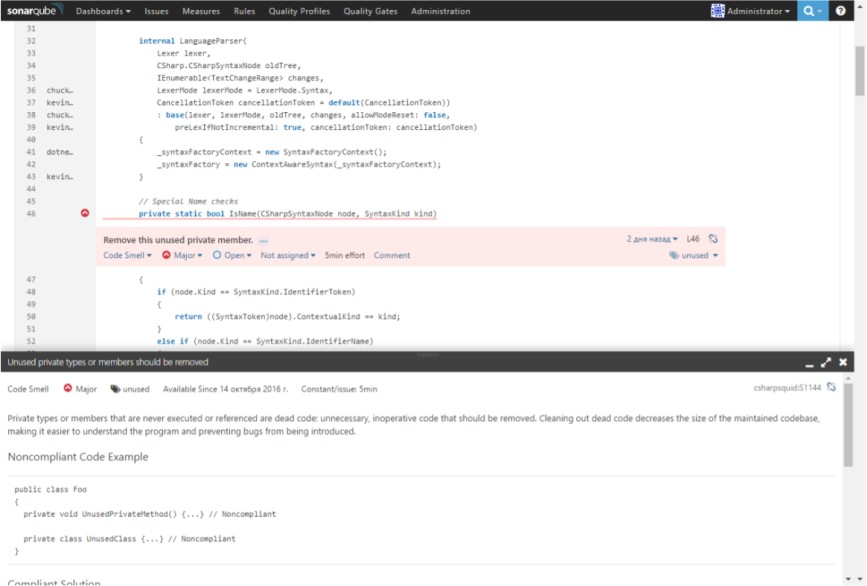 sonarqube Dashboards Issues Measures Rules Quality Profiles Quality Gates Administration Administrator
31
32 internal LanguageParser(
33 Lexer lexer,
34 CSharp.CSharpSyntaxNode oldTree,
35 IEnumerable<TextChangeRange> changes,
36 chuck… LexerMode lexerMode = LexerMode.Syntax,
37 kevin… CancellationToken cancellationToken = default(CancellationToken))
38 chuck… : base(lexer, lexerMode, oldTree, changes, allowModeReset: false,
39 kevin… preLexIfNotIncremental: true, cancellationToken: cancellationToken)
40 {
41 dotne… _syntaxFactoryContext = new SyntaxFactoryContext();
42 _syntaxFactory = new ContextAwareSyntax(_syntaxFactoryContext);
43 kevin… }
44
45 // Special Name checks
46 private static bool IsName(CSharpSyntaxNode node, SyntaxKind kind)
Remove this unused private member. … 2 дня назад L46
Code Smell Major Open Not assigned 5min effort Comment unused
47 {
48 if (node.Kind == SyntaxKind.IdentifierToken)
49 {
50 return ((SyntaxToken)node).ContextualKind == kind;
51 }
52 else if (node.Kind == SyntaxKind.IdentifierName)
Unused private types or members should be removed
Code Smell Major unused Available Since 14 октября 2016 г. Constant/issue: 5min csharpsquid:S1144
Private types or members that are never executed or referenced are dead code: unnecessary, inoperative code that should be removed. Cleaning out dead code decreases the size of the maintained codebase,
making it easier to understand the program and preventing bugs from being introduced.
Noncompliant Code Example
public class Foo
{
private void UnusedPrivateMethod() {...} // Noncompliant
private class UnusedClass {...} // Noncompliant
}
Compliant Solution